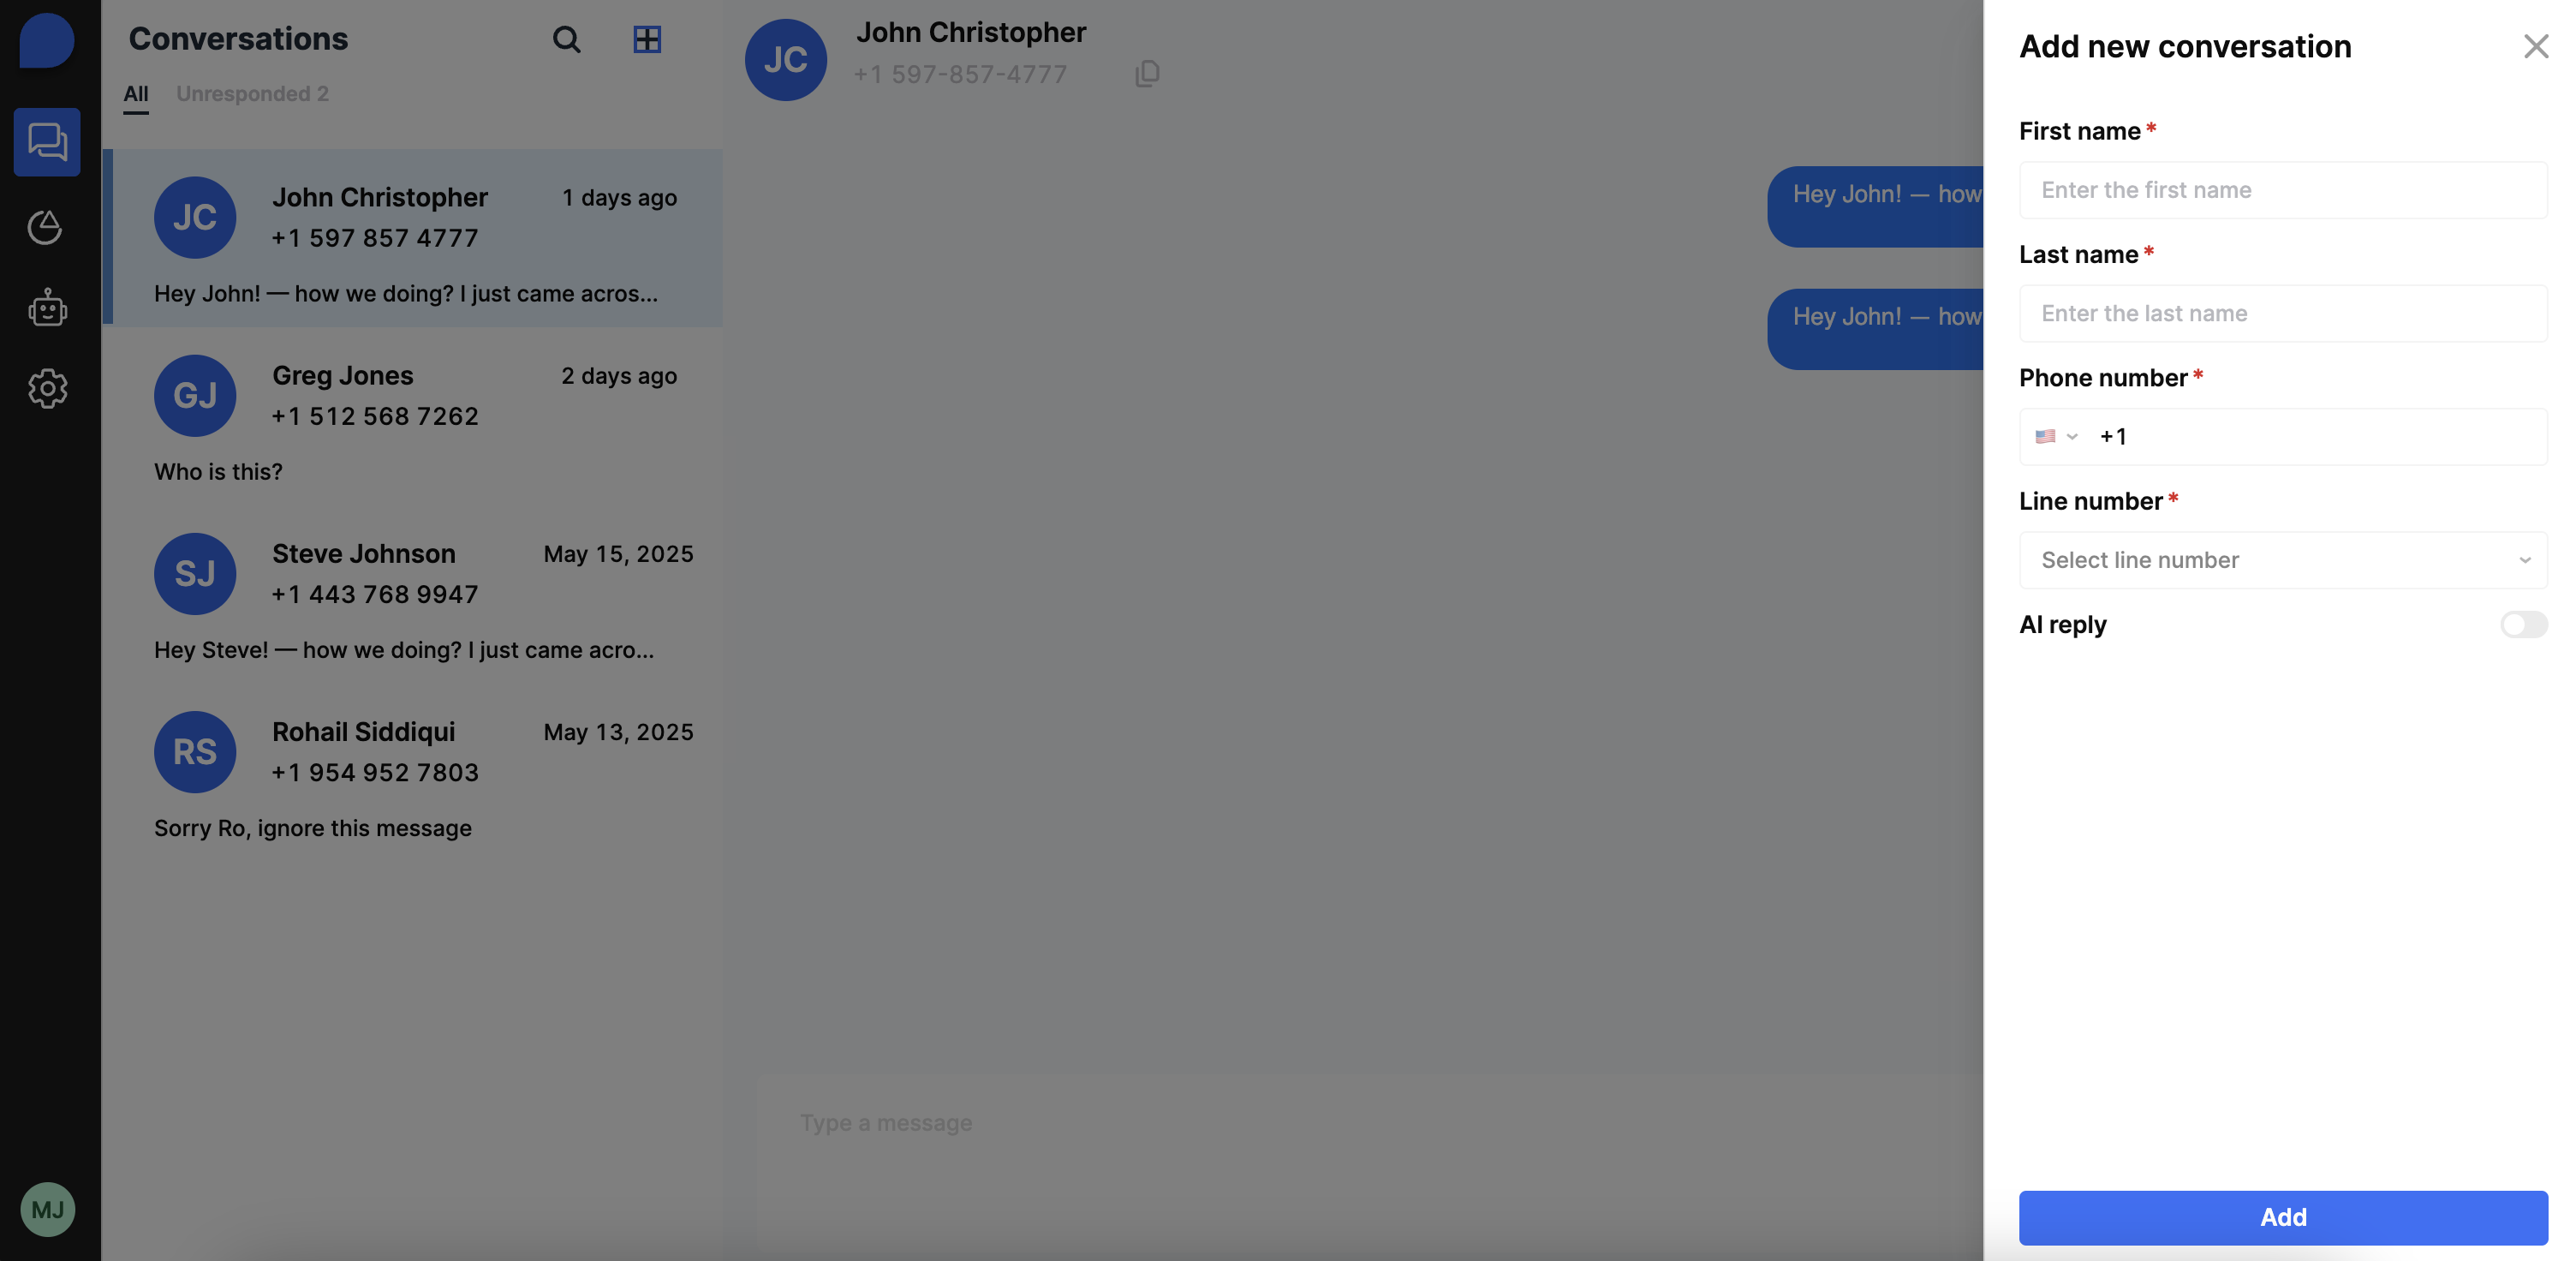 Conversations
All
Unresponded 2
JC
John Christopher
1 days ago
+1 597 857 4777
Hey John! — how we doing? I just came acros...
GJ
Greg Jones
2 days ago
+1 512 568 7262
Who is this?
SJ
Steve Johnson
May 15, 2025
+1 443 768 9947
Hey Steve! — how we doing? I just came acro...
RS
Rohail Siddiqui
May 13, 2025
+1 954 952 7803
Sorry Ro, ignore this message
MJ
JC
John Christopher
+1 597-857-4777
Hey John! — how
Hey John! — how
Type a message
Add new conversation
First name*
Enter the first name
Last name*
Enter the last name
Phone number*
+1
Line number*
Select line number
AI reply
Add